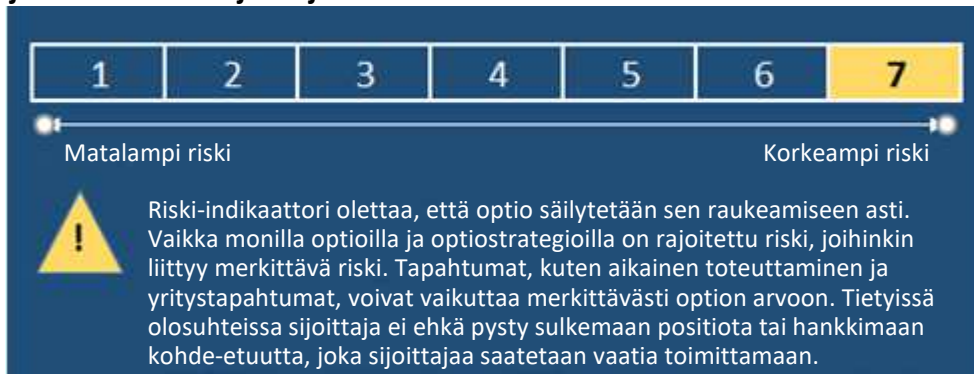 1 2 3 4 5 6 7
Matalampi riski Korkeampi riski
Riski-indikaattori olettaa, että optio säilytetään sen raukeamiseen asti.
! Vaikka monilla optioilla ja optiostrategioilla on rajoitettu riski, joihinkin
liittyy merkittävä riski. Tapahtumat, kuten aikainen toteuttaminen ja
yritystapahtumat, voivat vaikuttaa merkittävästi option arvoon. Tietyissä
olosuhteissa sijoittaja ei ehkä pysty sulkemaan positiota tai hankkimaan
kohde-etuutta, joka sijoittajaa saatetaan vaatia toimittamaan.